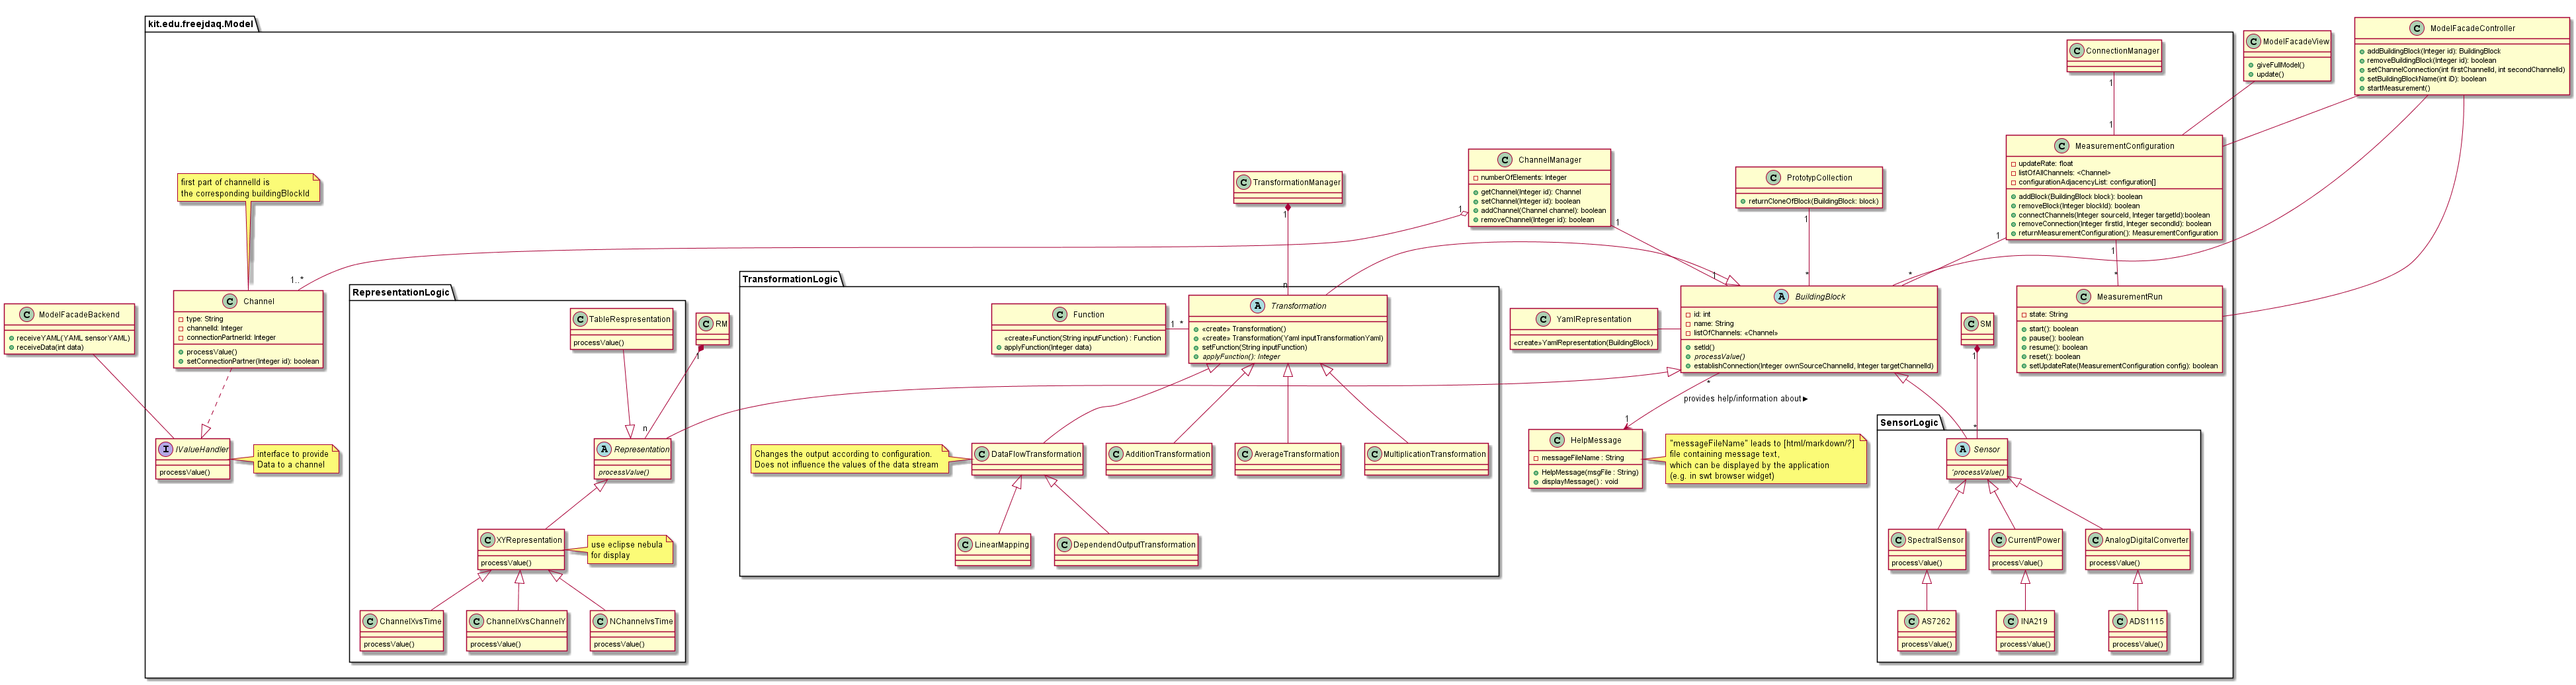 kit.edu.freejdaq.Model
C ConnectionManager
C ModelFacadeView
giveFullModel()
update()
C ModelFacadeController
addBuildingBlock(Integer id): BuildingBlock
removeBuildingBlock(Integer id): boolean
setChannelConnection(int firstChannelId, int secondChannelId)
setBuildingBlockName(int iD): boolean
startMeasurement()
1
1
C MeasurementConfiguration
updateRate: float
listOfAllChannels: <Channel>
configurationAdjacencyList: configuration[]
addBlock(BuildingBlock block): boolean
removeBlock(Integer blockId): boolean
connectChannels(Integer sourceId, Integer targetId):boolean
removeConnection(Integer firstId, Integer secondId): boolean
returnMeasurementConfiguration(): MeasurementConfiguration
1
1
C ChannelManager
numberOfElements: Integer
getChannel(Integer id): Channel
setChannel(Integer id): boolean
addChannel(Channel channel): boolean
removeChannel(Integer id): boolean
1
1
C PrototypCollection
returnCloneOfBlock(BuildingBlock: block)
1
C TransformationManager
1
first part of channelId is
the corresponding buildingBlockId
1..*
C Channel
type: String
channelId: Integer
connectionPartnerId: Integer
processValue()
setConnectionPartner(Integer id): boolean
C ModelFacadeBackend
receiveYAML(YAML sensorYAML)
receiveData(int data)
I IValueHandler
processValue()
interface to provide
Data to a channel
RepresentationLogic
C TableRespresentation
processValue()
C RM
1
n
A Representation
processValue()
C XYRepresentation
processValue()
use eclipse nebula
for display
C ChannelXvsTime
processValue()
C ChannelXvsChannelY
processValue()
C NChannelvsTime
processValue()
TransformationLogic
n
C Function
«create»Function(String inputFunction) : Function
applyFunction(Integer data)
1 *
A Transformation
«create» Transformation()
«create» Transformation(Yaml inputTransformationYaml)
setFunction(String inputFunction)
applyFunction(): Integer
Changes the output according to configuration.
Does not influence the values of the data stream
C DataFlowTransformation
C AdditionTransformation
C AverageTransformation
C MultiplicationTransformation
C LinearMapping
C DependendOutputTransformation
1
*
*
C YamlRepresentation
«create»YamlRepresentation(BuildingBlock)
A BuildingBlock
id: int
name: String
listOfChannels: «Channel»
setId()
processValue()
establishConnection(Integer ownSourceChannelId, Integer targetChannelId)
*
provides help/information about
1
C HelpMessage
messageFileName : String
HelpMessage(msgFile : String)
displayMessage() : void
"messageFileName" leads to [html/markdown/?]
file containing message text,
which can be displayed by the application
(e.g. in swt browser widget)
*
C MeasurementRun
state: String
start(): boolean
pause(): boolean
resume(): boolean
reset(): boolean
setUpdateRate(MeasurementConfiguration config): boolean
C SM
1
SensorLogic
*
A Sensor
'processValue()
C SpectralSensor
processValue()
C Current/Power
processValue()
C AnalogDigitalConverter
processValue()
C AS7262
processValue()
C INA219
processValue()
C ADS1115
processValue()